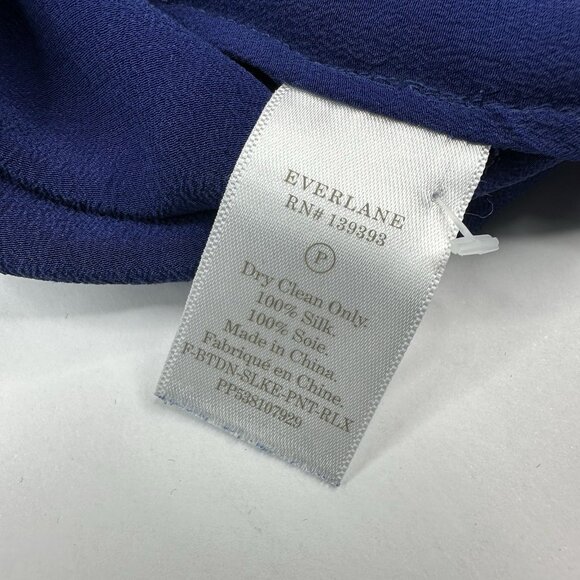 EVERLANE
RN# 139393
P
Dry Clean Only.
100% Silk.
100% Soie.
Made in China.
Fabriqué en Chine.
F-BTDN-SLKE-PNT-RLX
PP538107929